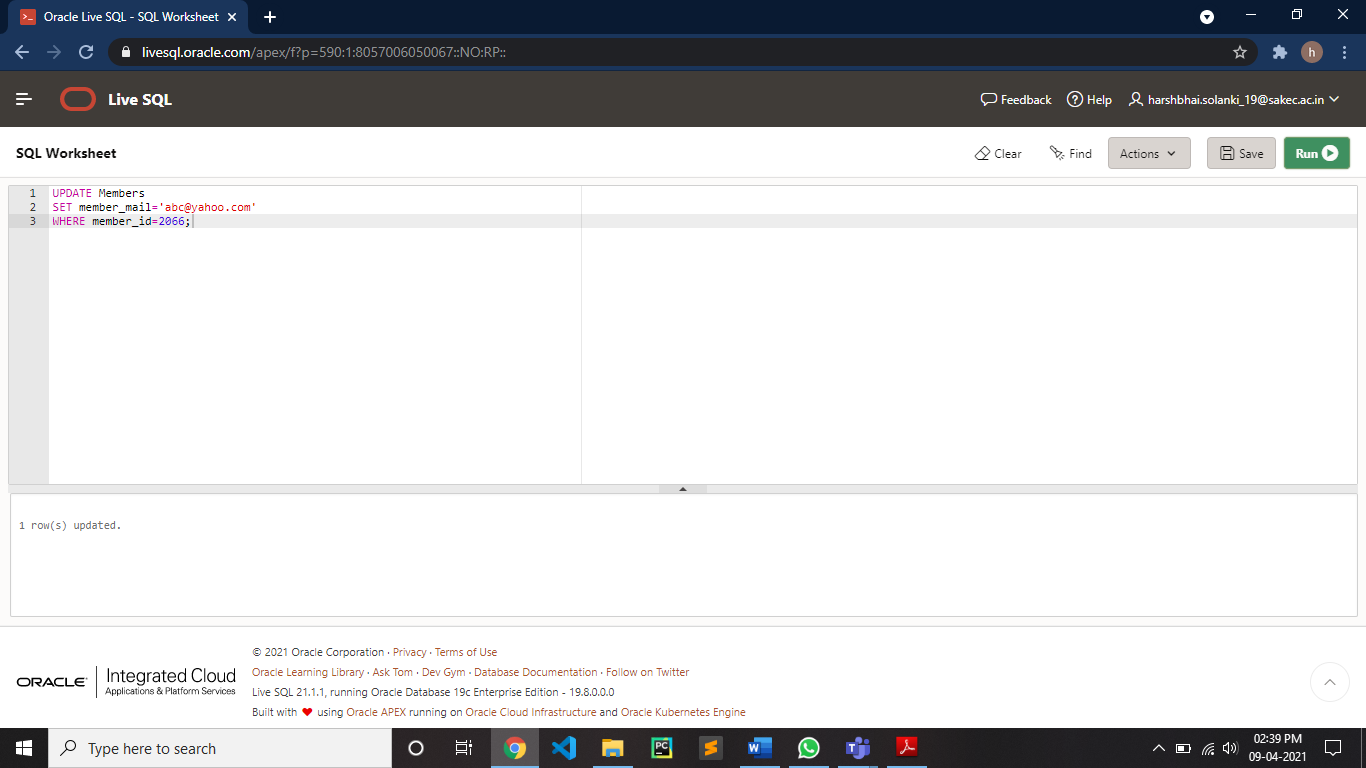 Oracle Live SQL - SQL Worksheet
livesql.oracle.com/apex/f?p=590:1:8057006050067::NO:RP::
h
Live SQL
Feedback Help harshbhai.solanki_19@sakec.ac.in
SQL Worksheet
Clear Find Actions Save Run
1 UPDATE Members
2 SET member_mail='abc@yahoo.com'
3 WHERE member_id=2066;
1 row(s) updated.
ORACLE Integrated Cloud
Applications & Platform Services
© 2021 Oracle Corporation · Privacy · Terms of Use
Oracle Learning Library · Ask Tom · Dev Gym · Database Documentation · Follow on Twitter
Live SQL 21.1.1, running Oracle Database 19c Enterprise Edition - 19.8.0.0.0
Built with ❤ using Oracle APEX running on Oracle Cloud Infrastructure and Oracle Kubernetes Engine
Type here to search
PC
W
02:39 PM
09-04-2021